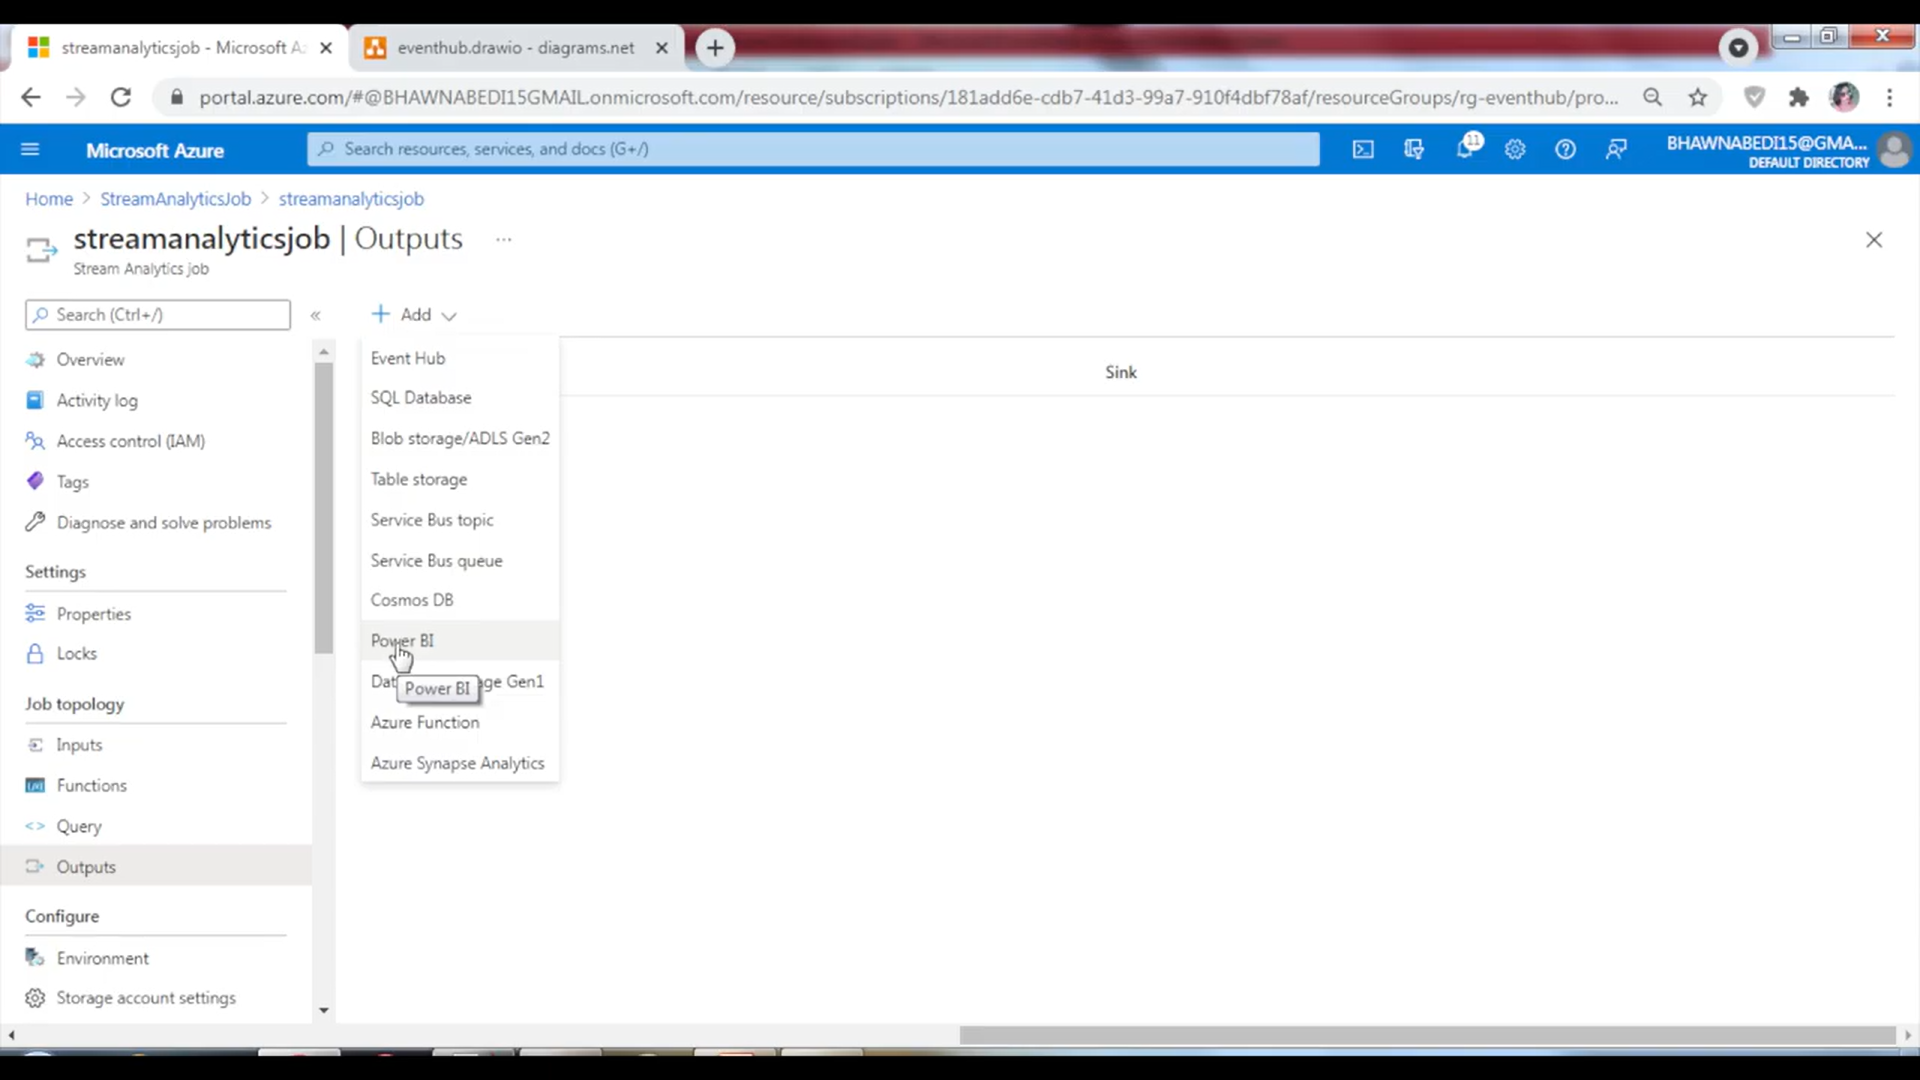 streamanalyticsjob - Microsoft A
eventhub.drawio - diagrams.net
portal.azure.com/#@BHAWNABEDI15GMAIL.onmicrosoft.com/resource/subscriptions/181add6e-cdb7-41d3-99a7-910f4dbf78af/resourceGroups/rg-eventhub/pro...
Microsoft Azure
Search resources, services, and docs (G+/)
11
BHAWNABEDI15@GMA...
DEFAULT DIRECTORY
Home > StreamAnalyticsJob > streamanalyticsjob
streamanalyticsjob | Outputs ...
Stream Analytics job
Search (Ctrl+/)
Overview
Activity log
Access control (IAM)
Tags
Diagnose and solve problems
Settings
Properties
Locks
Job topology
Inputs
Functions
Query
Outputs
Configure
Environment
Storage account settings
Add
Sink
Event Hub
SQL Database
Blob storage/ADLS Gen2
Table storage
Service Bus topic
Service Bus queue
Cosmos DB
Power BI
Power BI
Gen1
Azure Function
Azure Synapse Analytics